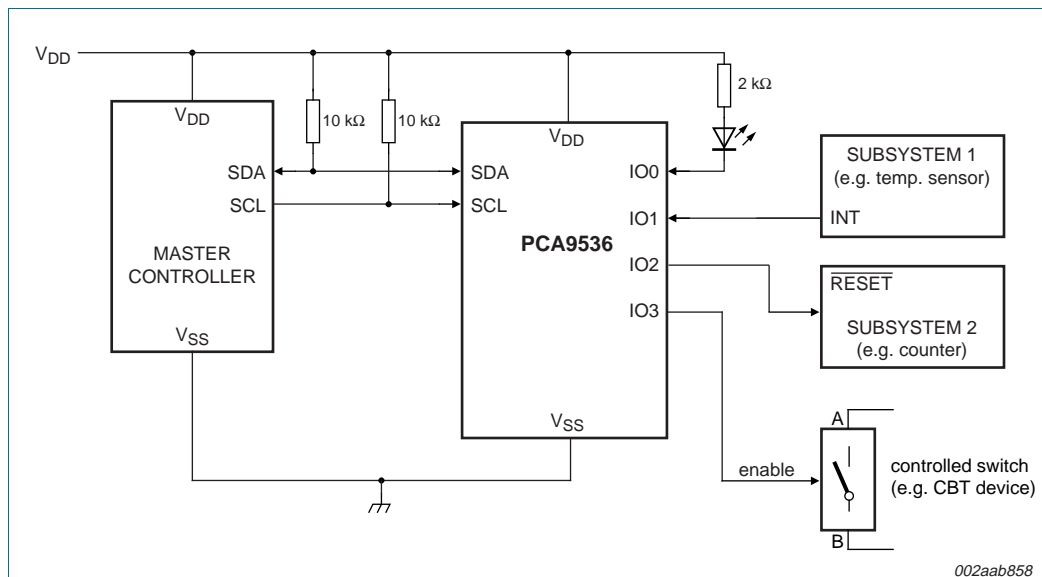 VDD
VDD
10 kΩ
10 kΩ
VDD
2 kΩ
SDA
SCL
MASTER
CONTROLLER
VSS
SDA
SCL
PCA9536
IO0
IO1
IO2
IO3
VSS
SUBSYSTEM 1
(e.g. temp. sensor)
INT
RESET
SUBSYSTEM 2
(e.g. counter)
enable
A
B
controlled switch
(e.g. CBT device)
002aab858